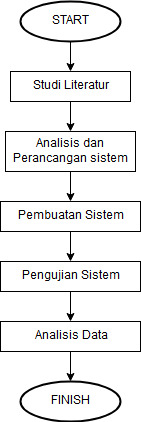 START
Studi Literatur
Analisis dan
Perancangan sistem
Pembuatan Sistem
Pengujian Sistem
Analisis Data
FINISH